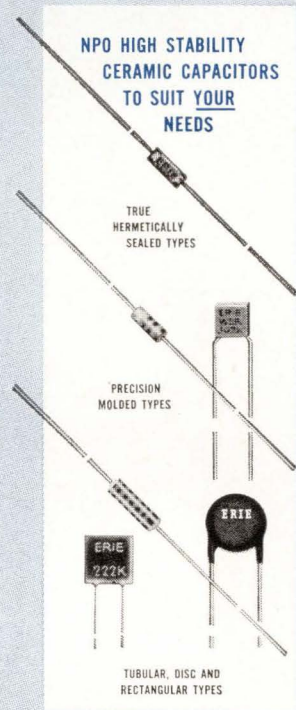 NPO HIGH STABILITY
CERAMIC CAPACITORS
TO SUIT YOUR
NEEDS
TRUE
HERMETICALLY
SEALED TYPES
PRECISION
MOLDED TYPES
ERIE
ERIE
222K
TUBULAR, DISC AND
RECTANGULAR TYPES